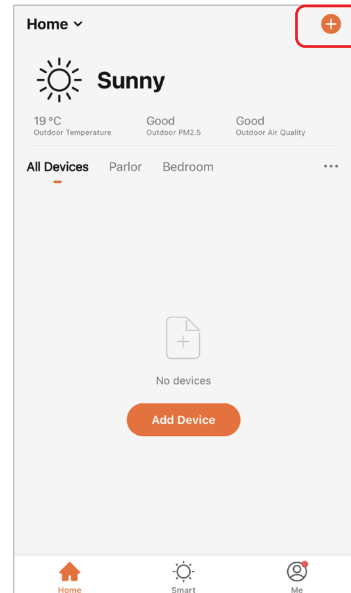 Home
Sunny
19 °C Good Good
Outdoor Temperature Outdoor PM2.5 Outdoor Air Quality
All Devices Parlor Bedroom ...
No devices
Add Device
Home Smart Me